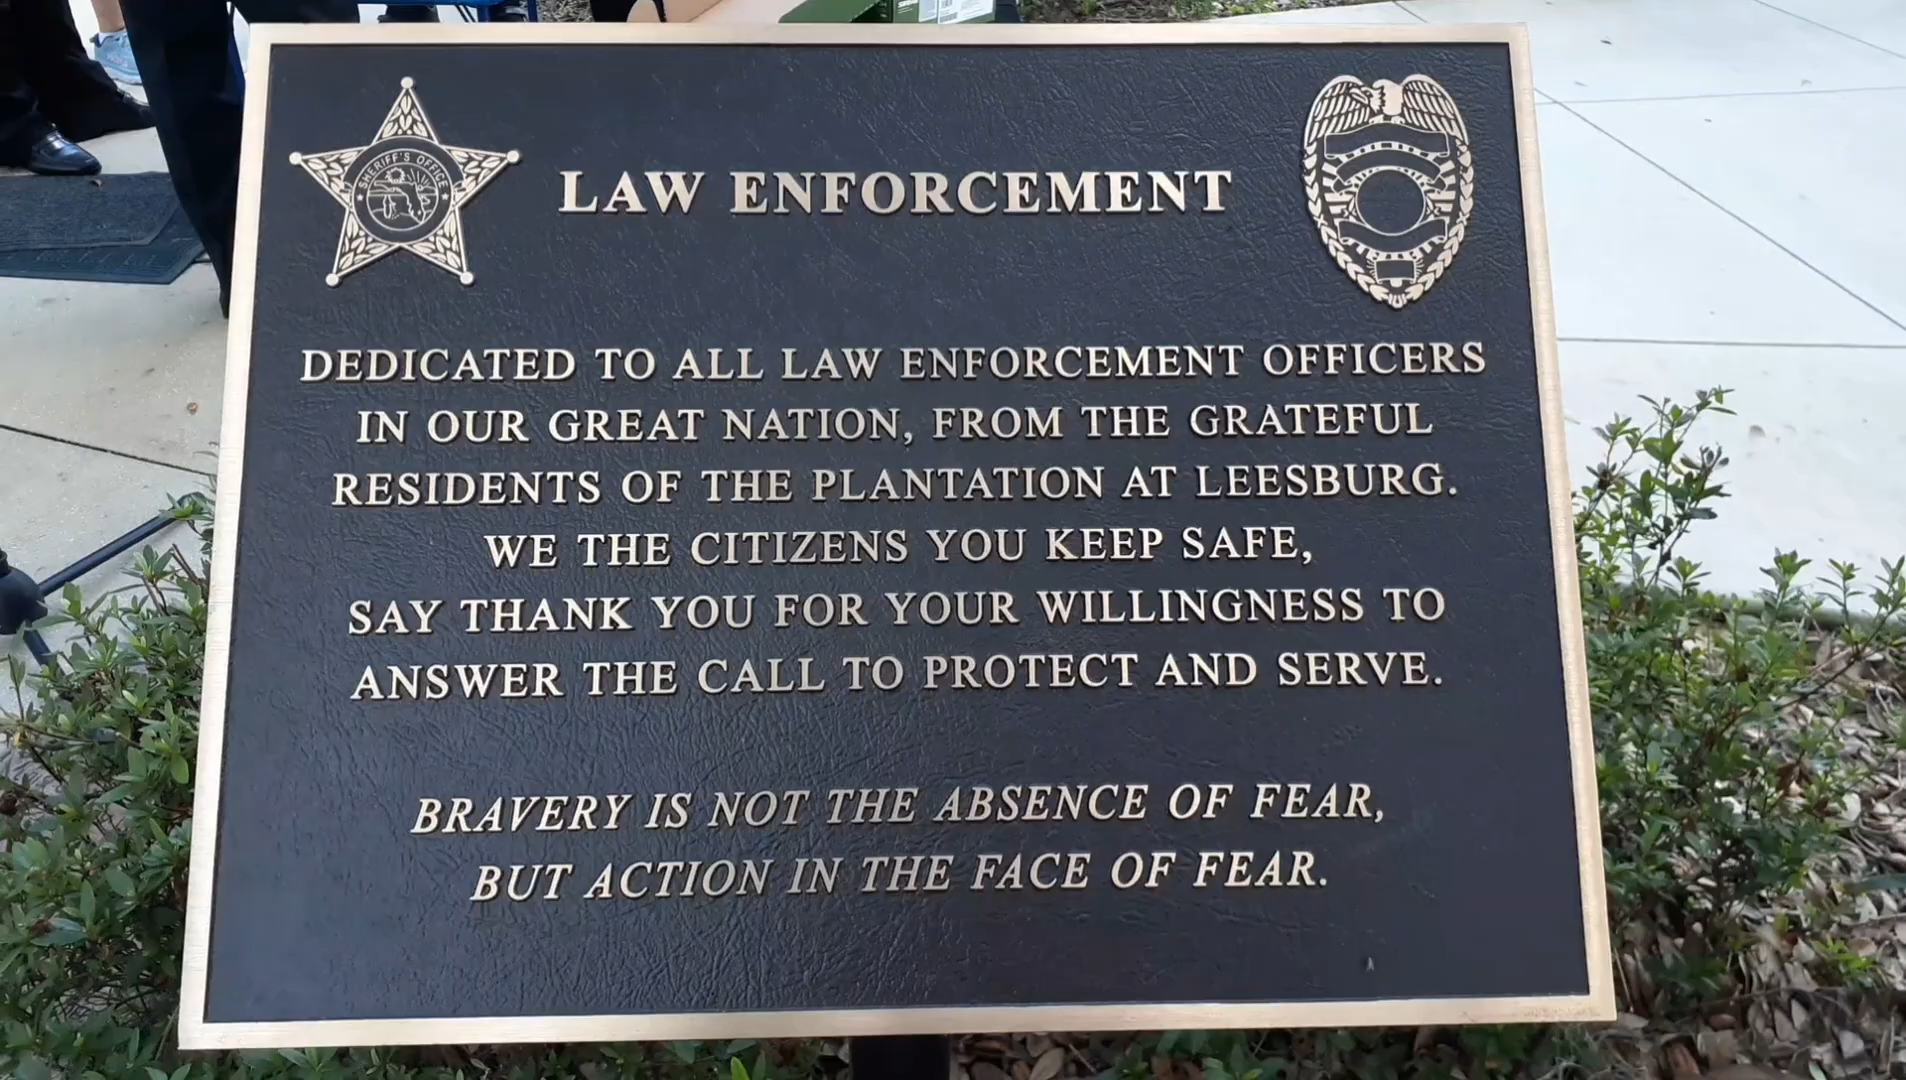 SHERIFF'S OFFICE
LAW ENFORCEMENT
DEDICATED TO ALL LAW ENFORCEMENT OFFICERS
IN OUR GREAT NATION, FROM THE GRATEFUL
RESIDENTS OF THE PLANTATION AT LEESBURG.
WE THE CITIZENS YOU KEEP SAFE,
SAY THANK YOU FOR YOUR WILLINGNESS TO
ANSWER THE CALL TO PROTECT AND SERVE.
BRAVERY IS NOT THE ABSENCE OF FEAR,
BUT ACTION IN THE FACE OF FEAR.